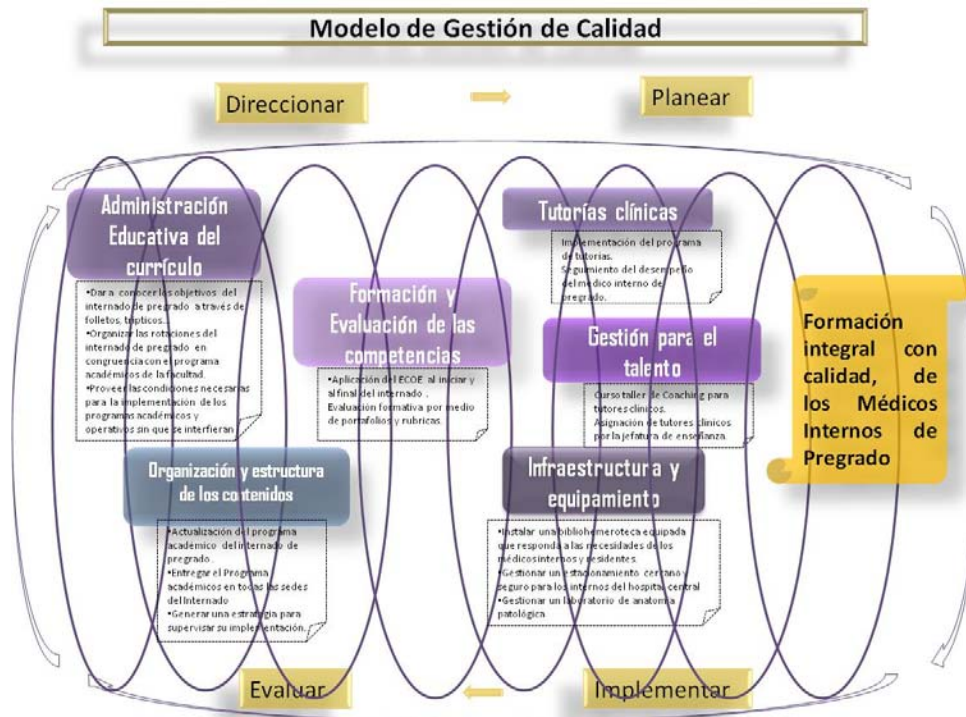 Modelo de Gestión de Calidad
Direccionar
Planear
Administración
Educativa del
currículo
•Dar a conocer los objetivos del
internado de pregrado a través de
folletos, trípticos...
•Organizar las rotaciones del
internado de pregrado en
congruencia con el programa
académicos de la facultad.
•Proveer las condiciones necesarias
para la implementación de los
programas académicos y
operativos sin que se interfieran
Organización y estructura
de los contenidos
•Actualización del programa
académico del internado de
pregrado.
•Entregar el Programa
académicos en todas las sedes
del Internado
•Generar una estrategia para
supervisar su implementación.
Formación y
Evaluación de las
competencias
•Aplicación del ECOE al iniciar y
al final del internado.
Evaluación formativa por medio
de portafolios y rubricas.
Tutorías clínicas
Implementación del programa
de tutorías.
Seguimiento del desempeño
del médico interno de
pregrado.
Gestión para el
talento
Curso taller de Coaching para
tutores clínicos.
Asignación de tutores clínicos
por la jefatura de enseñanza.
Infraestructura y
equipamiento
•Instalar una bibliohemeroteca equipada
que responda a las necesidades de los
médicos internos y residentes.
•Gestionar un estacionamiento cercano y
seguro para los internos del hospital central
•Gestionar un laboratorio de anatomía
patológica
Formación
integral con
calidad, de
los Médicos
Internos de
Pregrado
Evaluar
Implementar